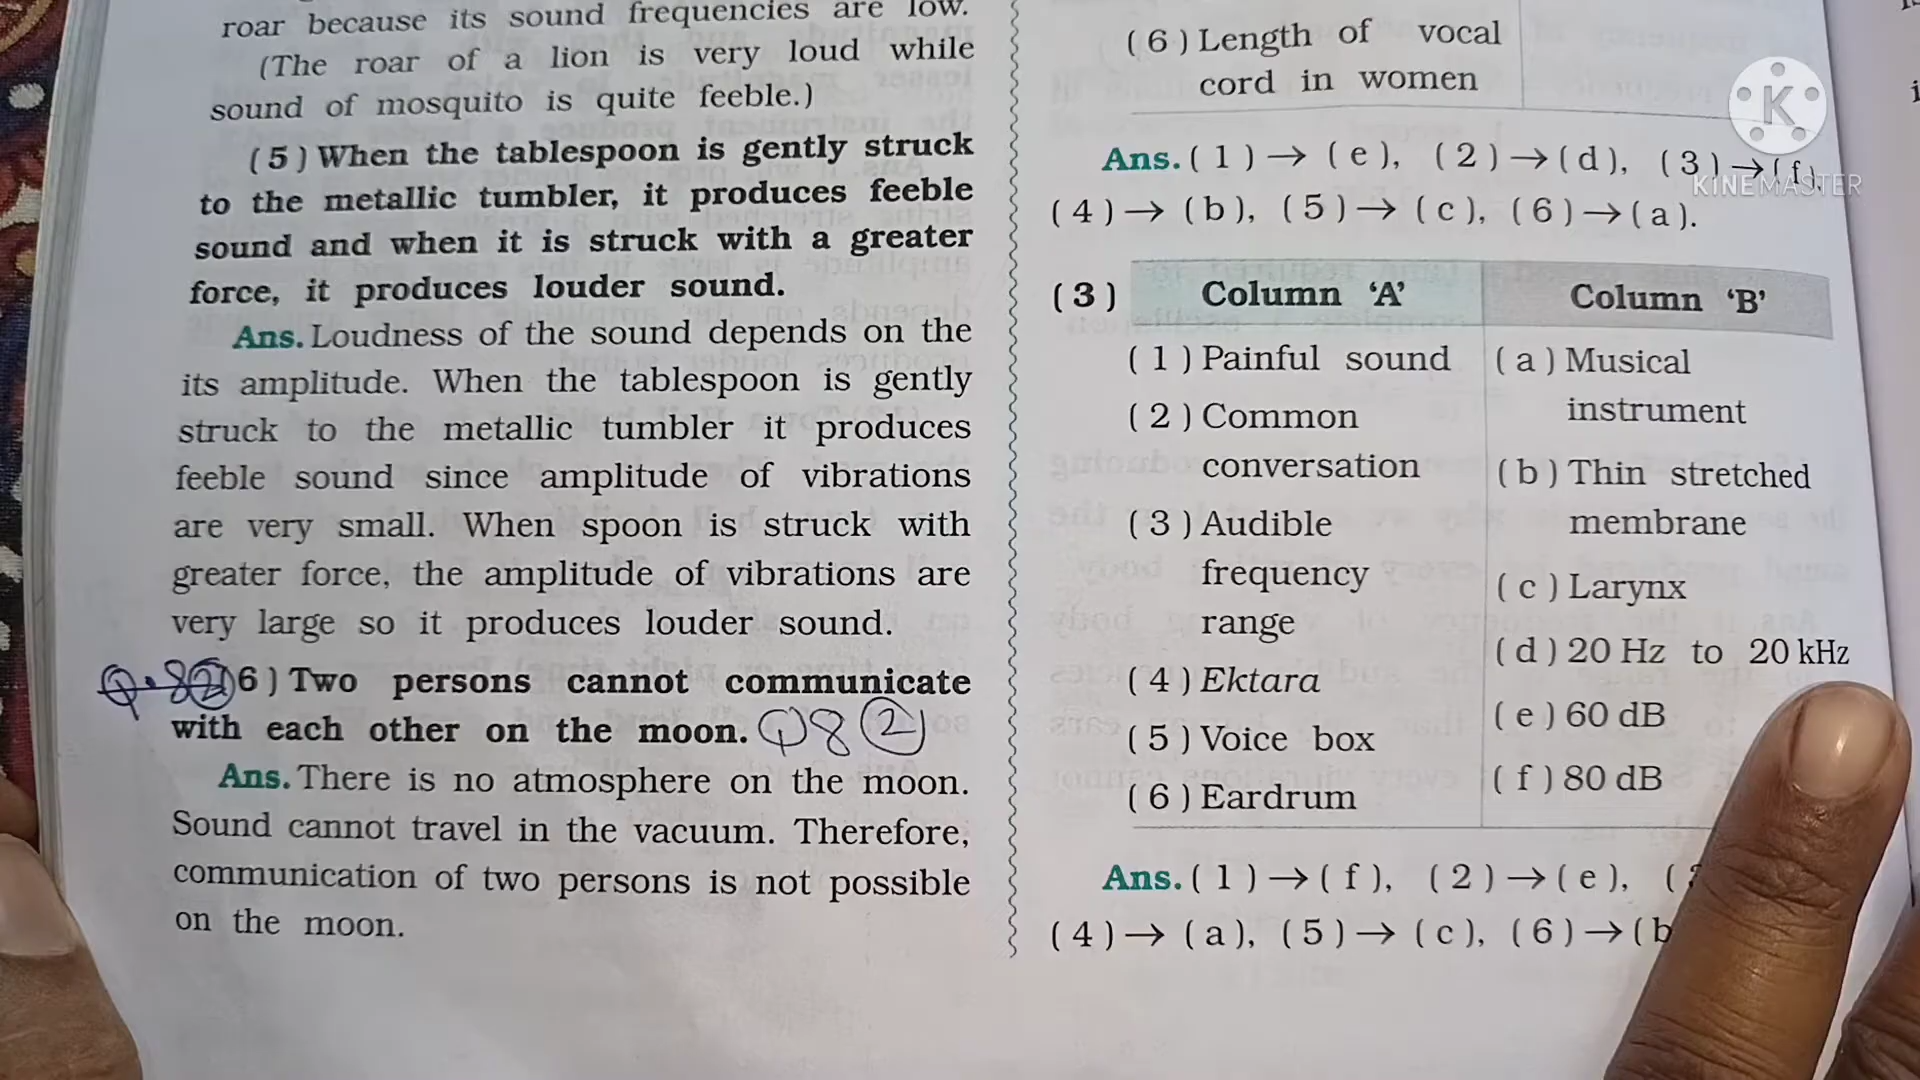 roar because its sound frequencies are low.
(The roar of a lion is very loud while
sound of mosquito is quite feeble.)
(5) When the tablespoon is gently struck
to the metallic tumbler, it produces feeble
sound and when it is struck with a greater
force, it produces louder sound.
Ans. Loudness of the sound depends on the
its amplitude. When the tablespoon is gently
struck to the metallic tumbler it produces
feeble sound since amplitude of vibrations
are very small. When spoon is struck with
greater force, the amplitude of vibrations are
very large so it produces louder sound.
6) Two persons cannot communicate
with each other on the moon. Q8 2
Ans. There is no atmosphere on the moon.
Sound cannot travel in the vacuum. Therefore,
communication of two persons is not possible
on the moon.
(6) Length of vocal
cord in women
Ans. (1) → (e), (2) → (d), (3) → (f),
(4) → (b), (5) → (c), (6) → (a).
(3) Column 'A' Column 'B'
(1) Painful sound
(2) Common
conversation
(3) Audible
frequency
range
(4) Ektara
(5) Voice box
(6) Eardrum
(a) Musical
instrument
(b) Thin stretched
membrane
(c) Larynx
(d) 20 Hz to 20 kHz
(e) 60 dB
(f) 80 dB
Ans. (1) → (f), (2) → (e), (
(4) → (a), (5) → (c), (6) → (b
K
KINEMASTER